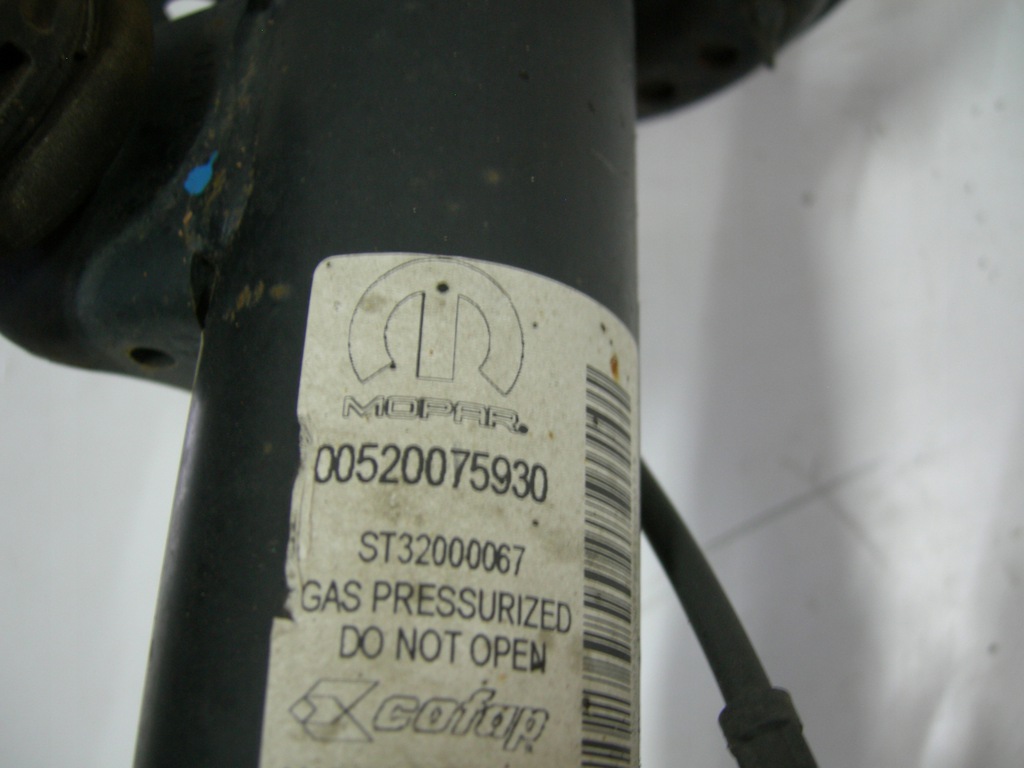 MOPAR.
00520075930
ST32000067
GAS PRESSURIZED
DO NOT OPEN
cofap